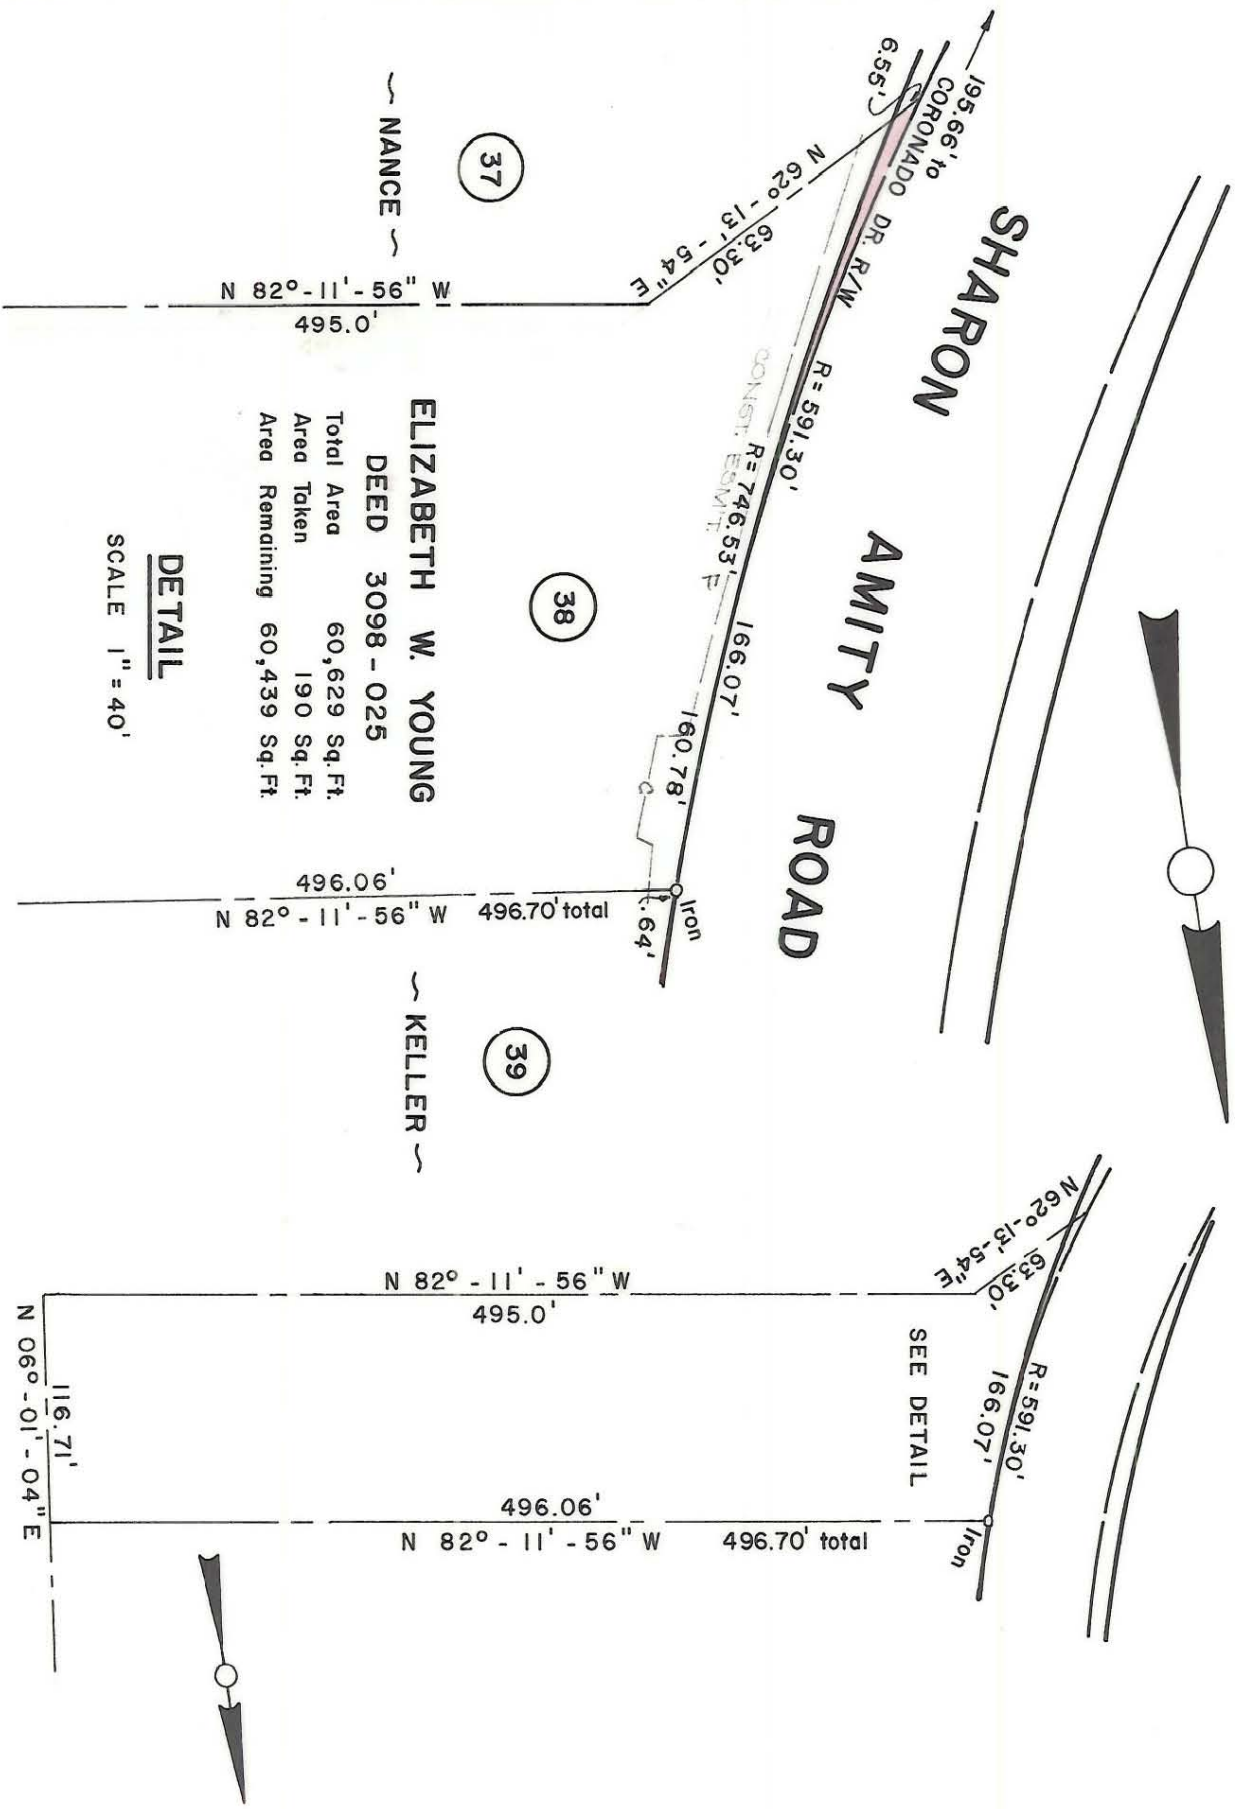 195.66' to
CORONADO DR. R/W
6.55'
SHARON AMITY ROAD
~ NANCE ~
37
N 62° - 13' - 54" E
63.30'
N 82° - 11' - 56" W
495.0'
R = 591.30'
166.07'
R = 746.53'
160.78'
CONST. ESM'T.
F
C
ELIZABETH W. YOUNG
DEED 3098 - 025
Total Area 60,629 Sq.Ft.
Area Taken 190 Sq.Ft.
Area Remaining 60,439 Sq.Ft.
38
DETAIL
SCALE 1" = 40'
496.06'
N 82° - 11' - 56" W 496.70' total
.64'
Iron
~ KELLER ~
39
N 62° - 13' - 54" E
63.30'
N 82° - 11' - 56" W
495.0'
SEE DETAIL
R = 591.30'
166.07'
116.71'
N 06° - 01' - 04" E
496.06'
N 82° - 11' - 56" W 496.70' total
Iron